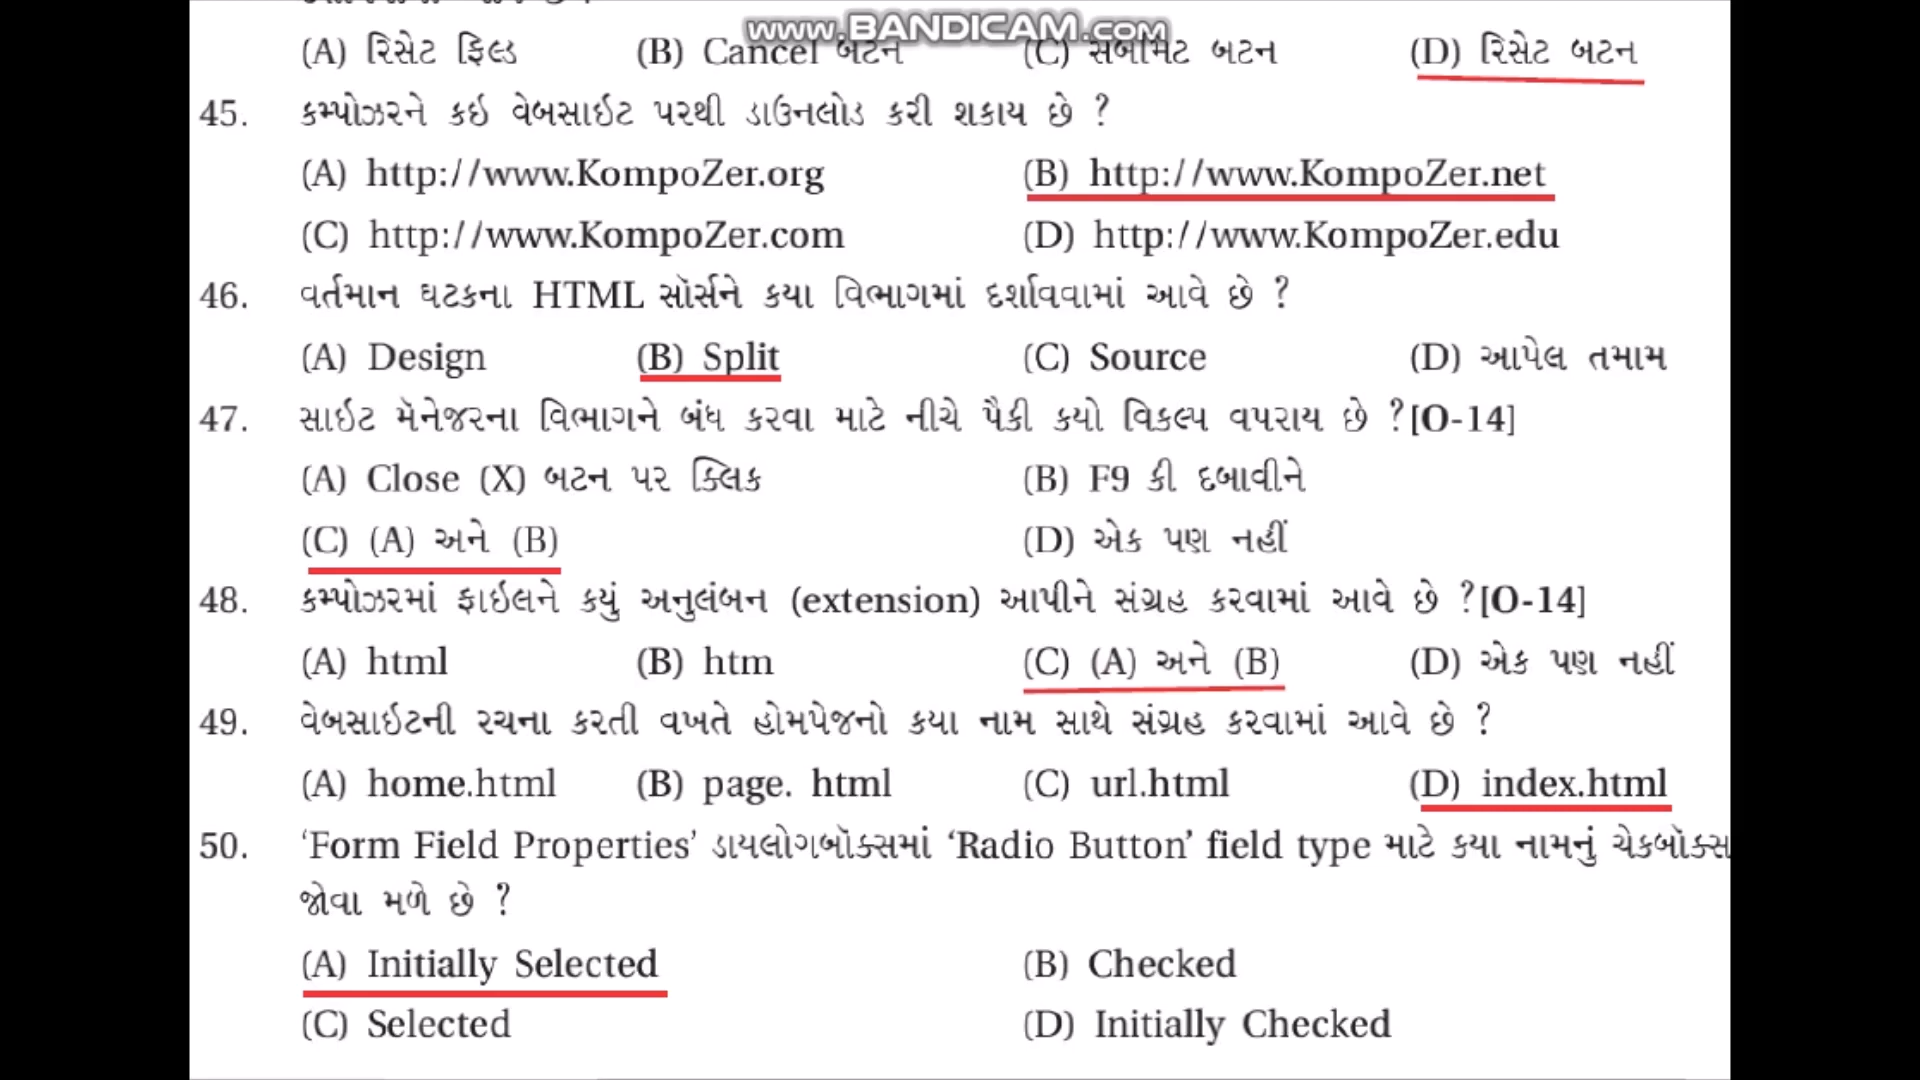 www.BANDICAM.com
(A) રિસેટ ફિલ્ડ (B) Cancel બટન (C) સબમિટ બટન (D) રિસેટ બટન
45. કમ્પોઝરને કઇ વેબસાઇટ પરથી ડાઉનલોડ કરી શકાય છે ?
(A) http://www.KompoZer.org (B) http://www.KompoZer.net
(C) http://www.KompoZer.com (D) http://www.KompoZer.edu
46. વર્તમાન ઘટકના HTML સૉર્સને કયા વિભાગમાં દર્શાવવામાં આવે છે ?
(A) Design (B) Split (C) Source (D) આપેલ તમામ
47. સાઇટ મૅનેજરના વિભાગને બંધ કરવા માટે નીચે પૈકી કયો વિકલ્પ વપરાય છે ?[O-14]
(A) Close (X) બટન પર ક્લિક (B) F9 કી દબાવીને
(C) (A) અને (B) (D) એક પણ નહીં
48. કમ્પોઝરમાં ફાઇલને કયું અનુલંબન (extension) આપીને સંગ્રહ કરવામાં આવે છે ?[O-14]
(A) html (B) htm (C) (A) અને (B) (D) એક પણ નહીં
49. વેબસાઇટની રચના કરતી વખતે હોમપેજનો કયા નામ સાથે સંગ્રહ કરવામાં આવે છે ?
(A) home.html (B) page. html (C) url.html (D) index.html
50. ‘Form Field Properties’ ડાયલોગબૉક્સમાં ‘Radio Button’ field type માટે કયા નામનું ચેકબૉક્સ
જોવા મળે છે ?
(A) Initially Selected (B) Checked
(C) Selected (D) Initially Checked